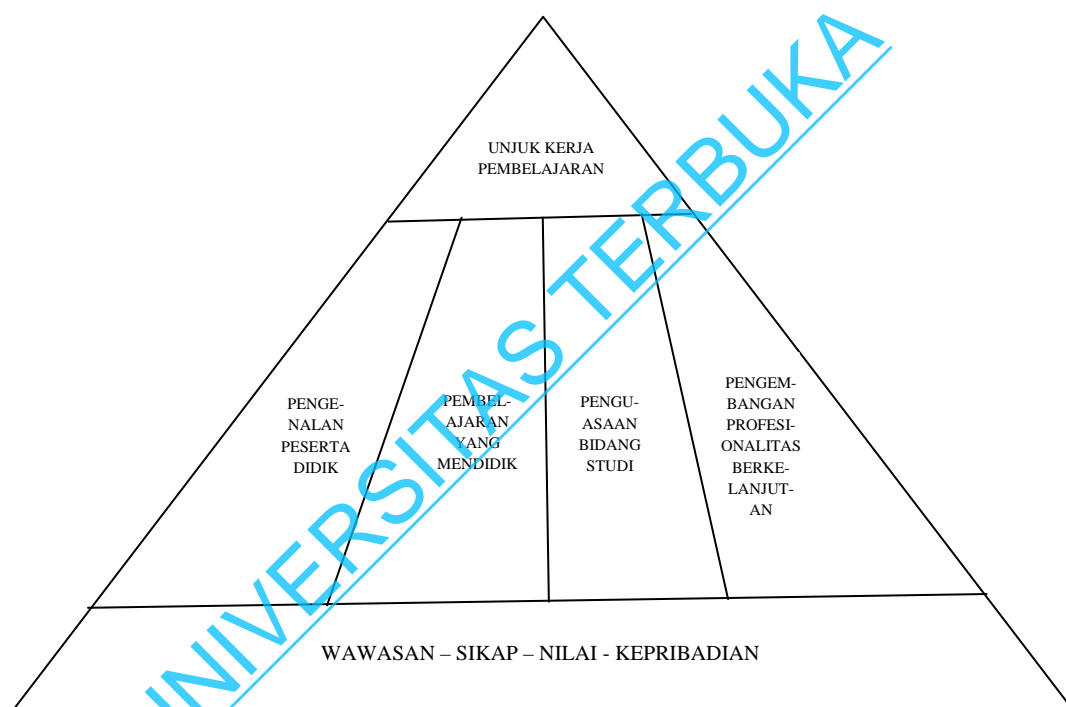 UNJUK KERJA
PEMBELAJARAN
PENGE-
NALAN
PESERTA
DIDIK
PEMBEL-
AJARAN
YANG
MENDIDIK
PENGU-
ASAAN
BIDANG
STUDI
PENGEM-
BANGAN
PROFESI-
ONALITAS
BERKE-
LANJUT-
AN
WAWASAN – SIKAP – NILAI - KEPRIBADIAN
UNIVERSITAS TERBUKA